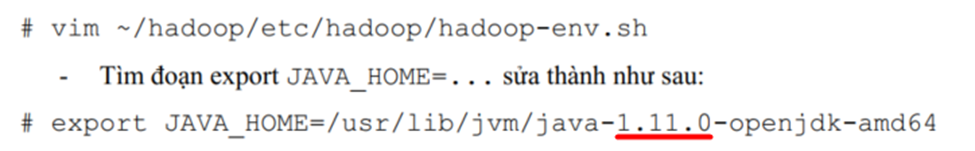 # vim ~/hadoop/etc/hadoop/hadoop-env.sh
- Tìm đoạn export JAVA_HOME=... sửa thành như sau:
# export JAVA_HOME=/usr/lib/jvm/java-1.11.0-openjdk-amd64